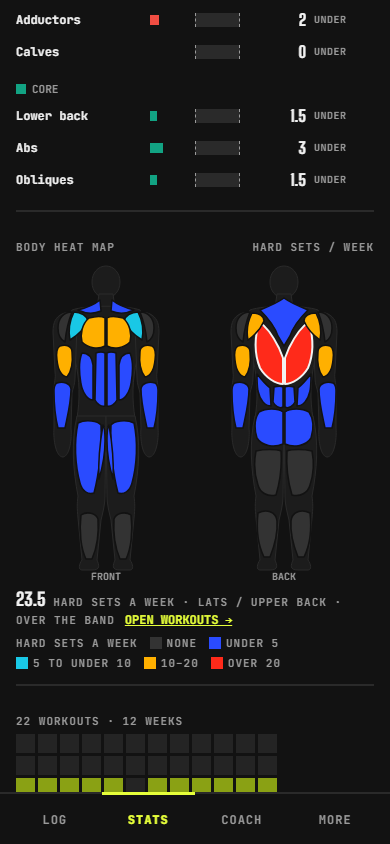 Adductors 2 UNDER
Calves 0 UNDER
CORE
Lower back 1.5 UNDER
Abs 3 UNDER
Obliques 1.5 UNDER
BODY HEAT MAP HARD SETS / WEEK
FRONT BACK
23.5 HARD SETS A WEEK · LATS / UPPER BACK ·
OVER THE BAND OPEN WORKOUTS →
HARD SETS A WEEK NONE UNDER 5
5 TO UNDER 10 10–20 OVER 20
22 WORKOUTS · 12 WEEKS
LOG STATS COACH MORE